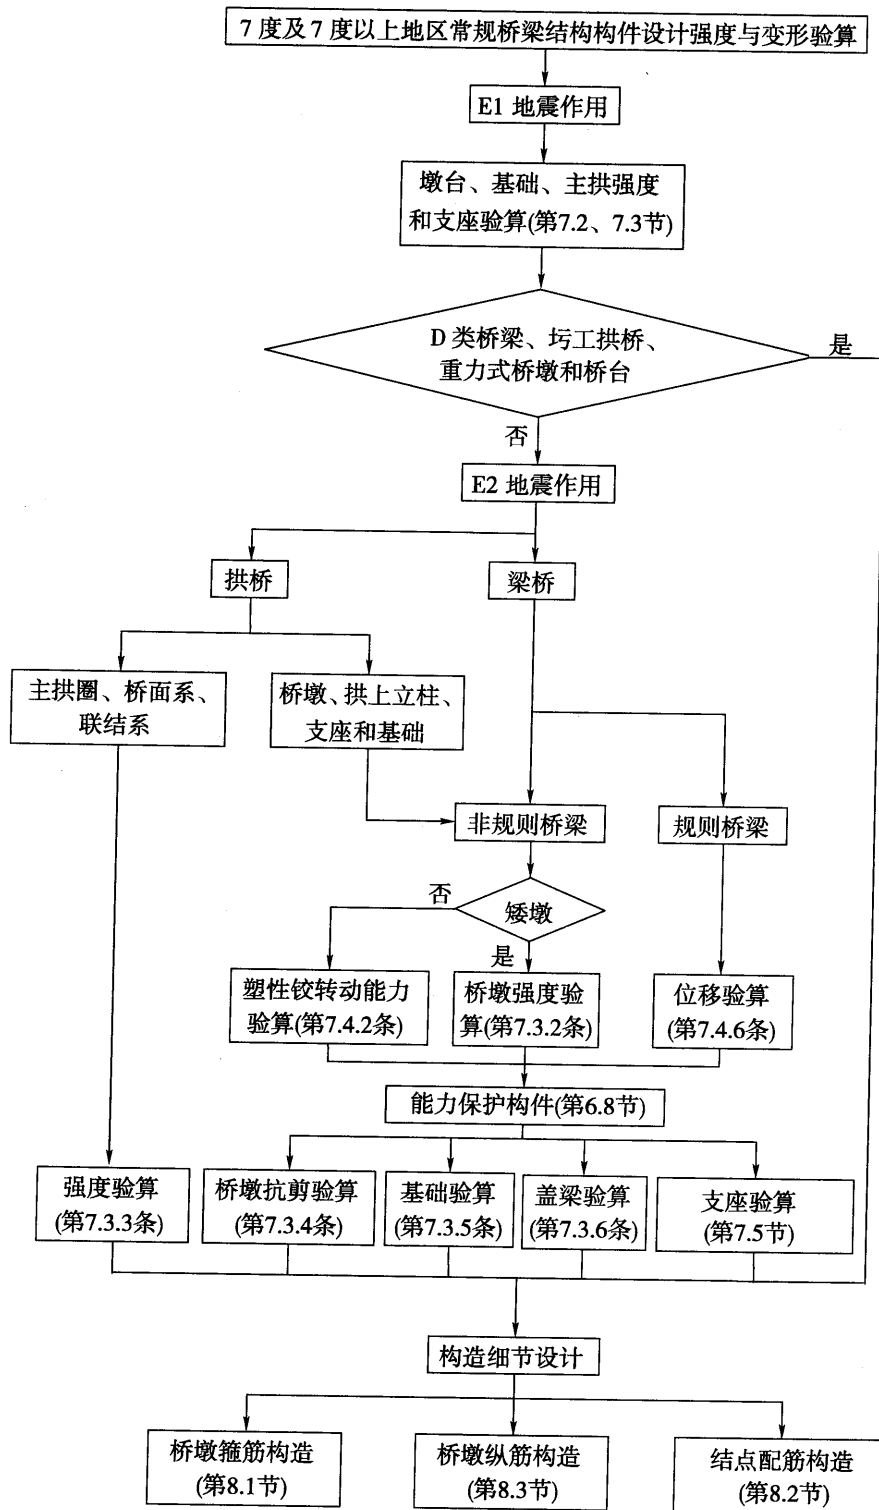 7度及7度以上地区常规桥梁结构构件设计强度与变形验算
E1 地震作用
墩台、基础、主拱强度
和支座验算(第7.2、7.3节)
D 类桥梁、圬工拱桥、
重力式桥墩和桥台
是
否
E2 地震作用
拱桥
梁桥
主拱圈、桥面系、
联结系
桥墩、拱上立柱、
支座和基础
非规则桥梁
规则桥梁
否
矮墩
是
塑性铰转动能力
验算(第7.4.2条)
桥墩强度验
算(第7.3.2条)
位移验算
(第7.4.6条)
能力保护构件(第6.8节)
强度验算
(第7.3.3条)
桥墩抗剪验算
(第7.3.4条)
基础验算
(第7.3.5条)
盖梁验算
(第7.3.6条)
支座验算
(第7.5节)
构造细节设计
桥墩箍筋构造
(第8.1节)
桥墩纵筋构造
(第8.3节)
结点配筋构造
(第8.2节)